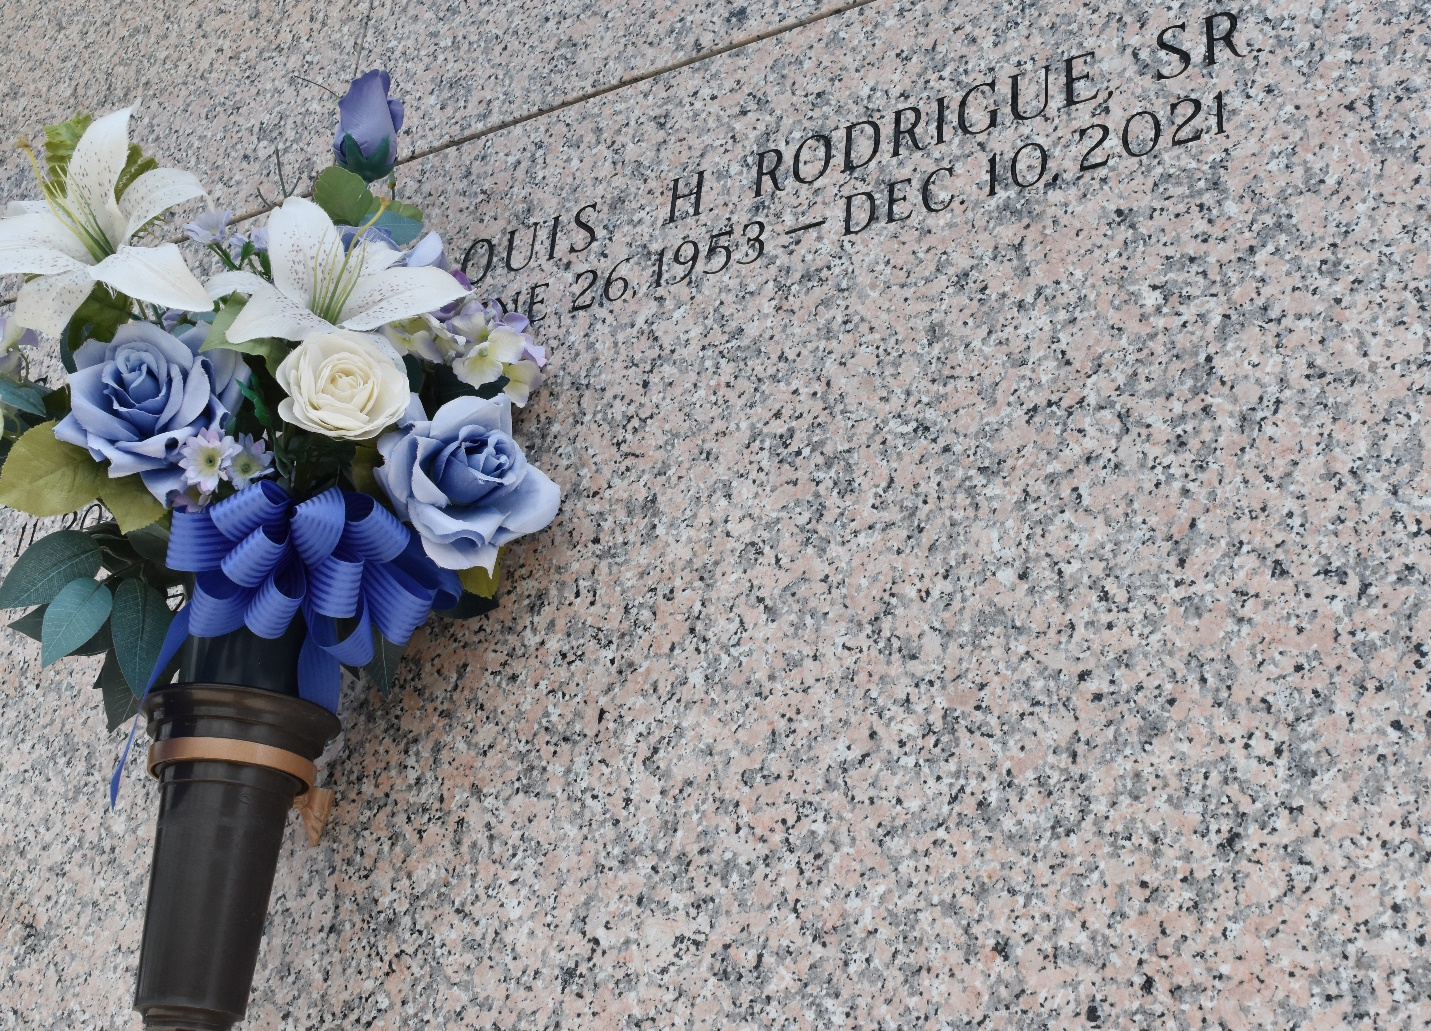 OUIS H RODRIGUE, SR
NE 26, 1953 — DEC. 10, 2021